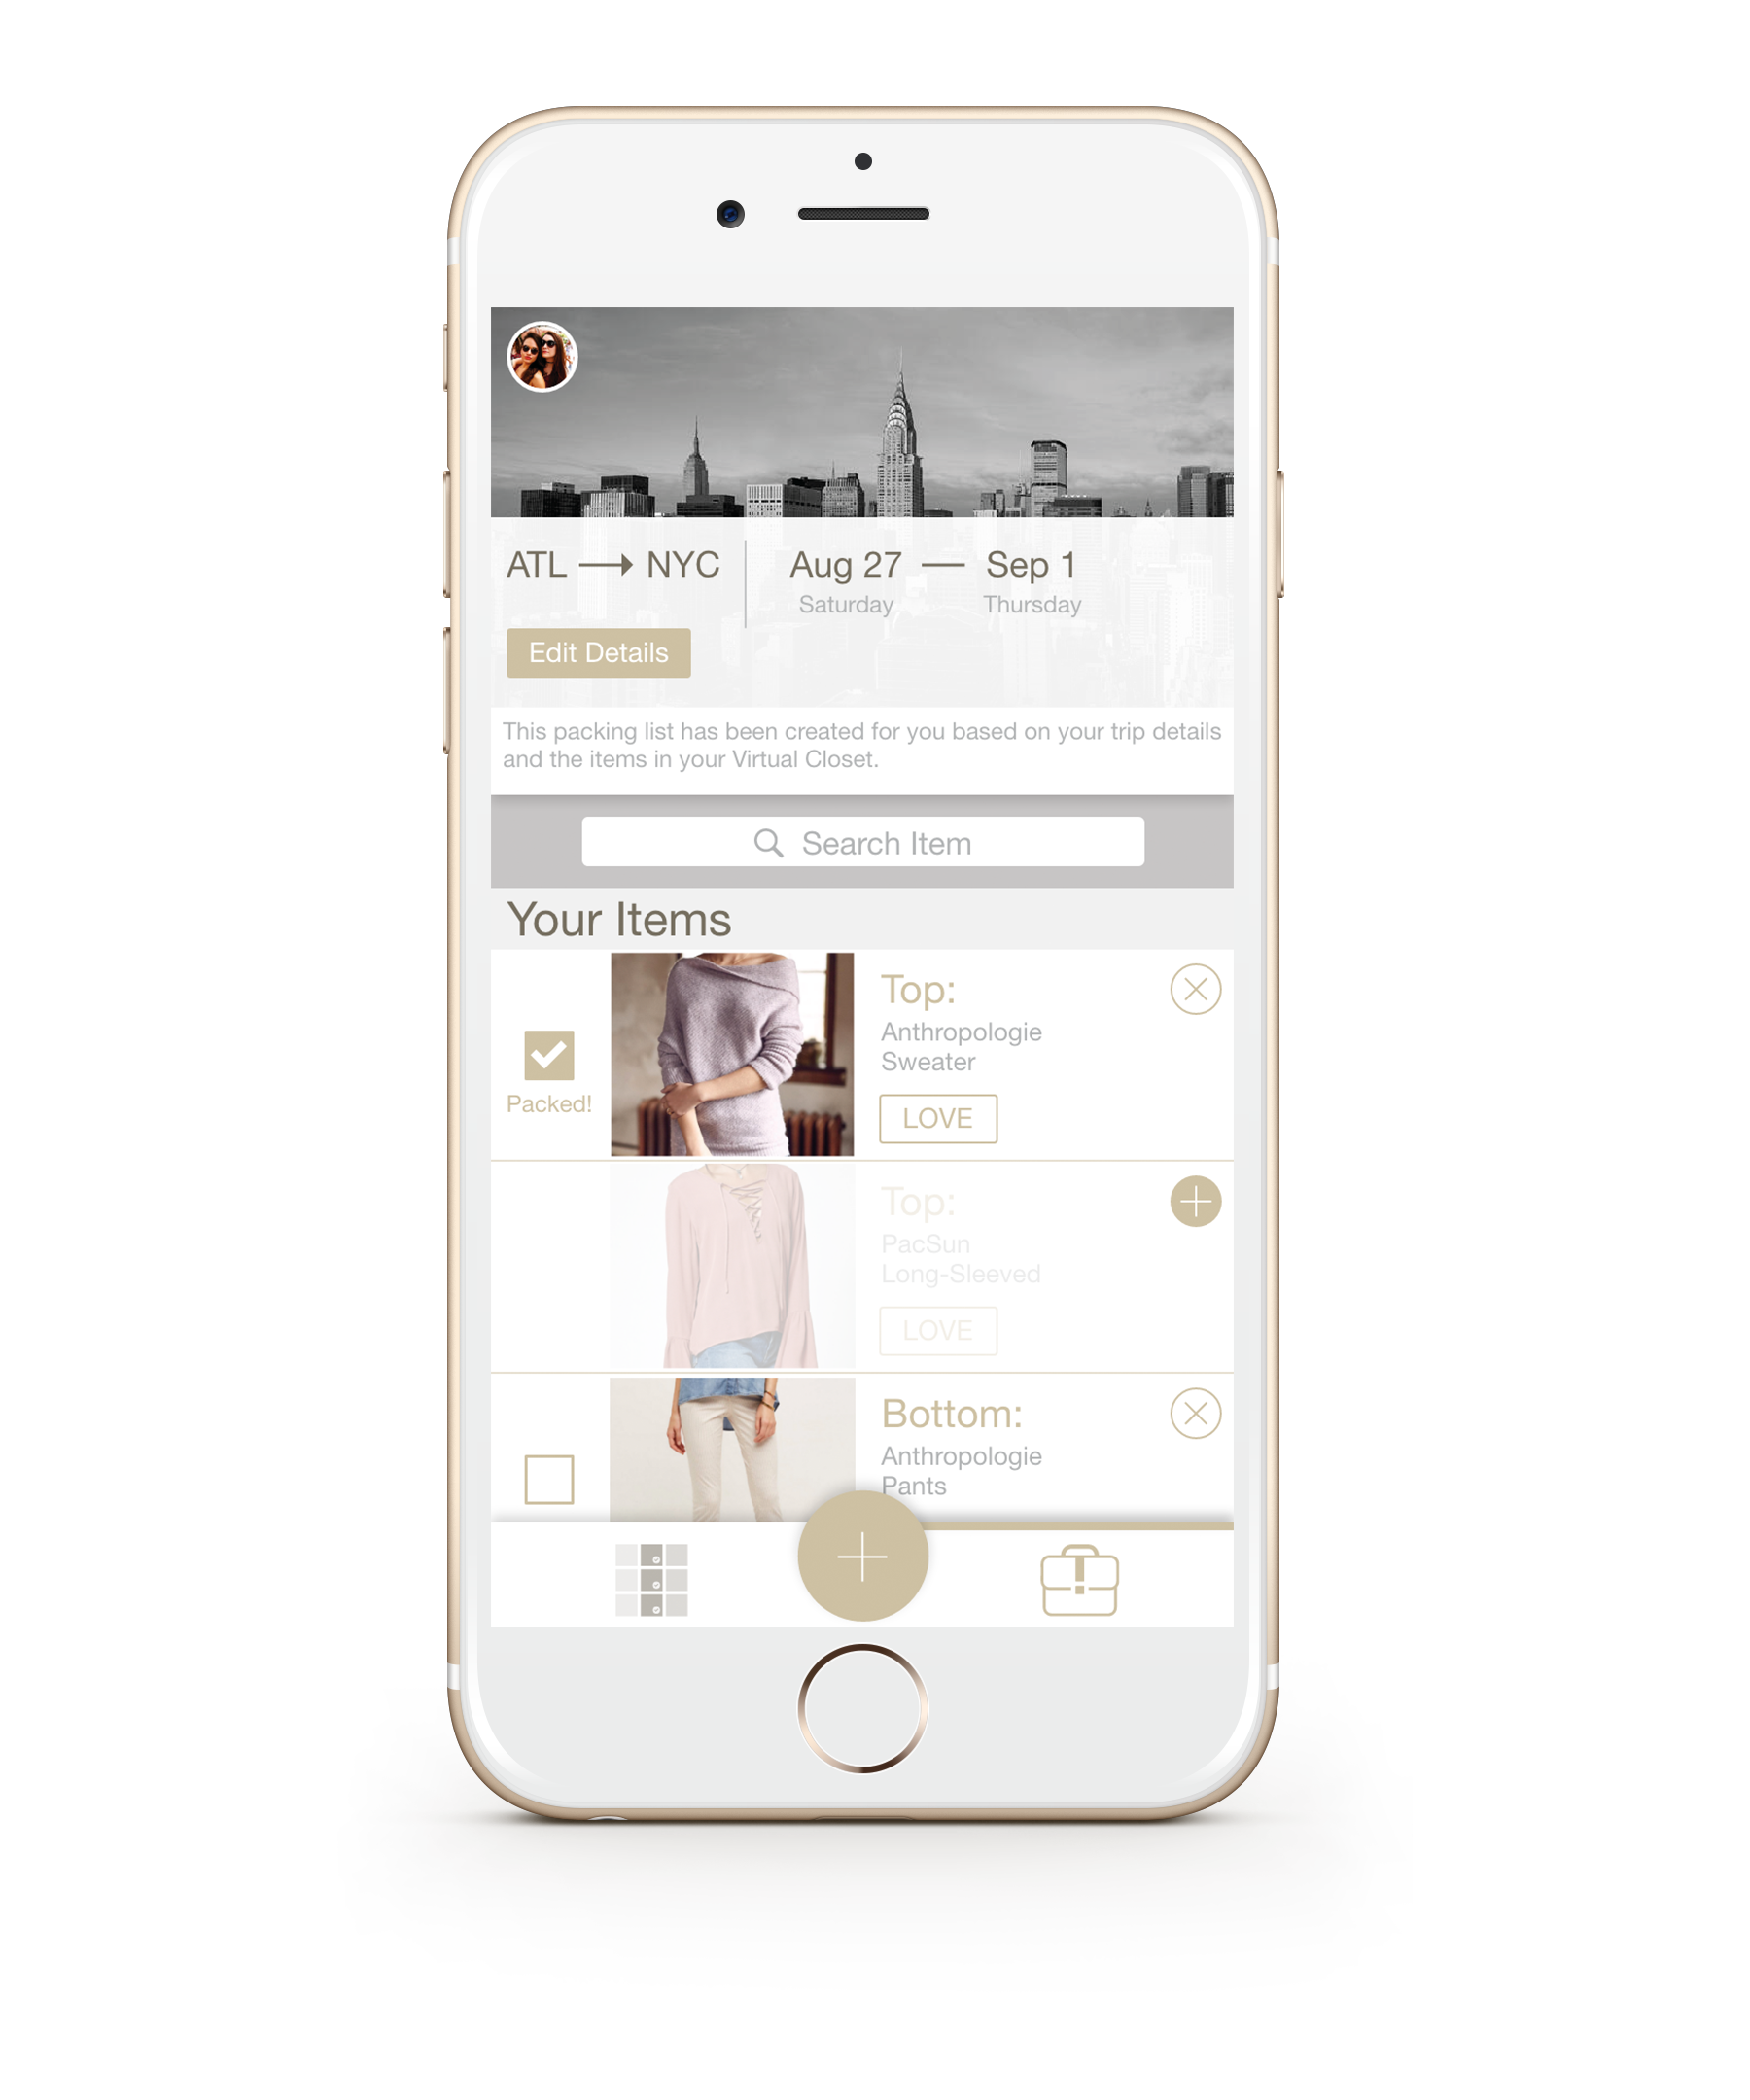 ATL → NYC
Aug 27 — Sep 1
Saturday Thursday
Edit Details
This packing list has been created for you based on your trip details
and the items in your Virtual Closet.
Search Item
Your Items
Top:
Anthropologie
Sweater
Packed!
LOVE
Top:
PacSun
Long-Sleeved
LOVE
Bottom:
Anthropologie
Pants